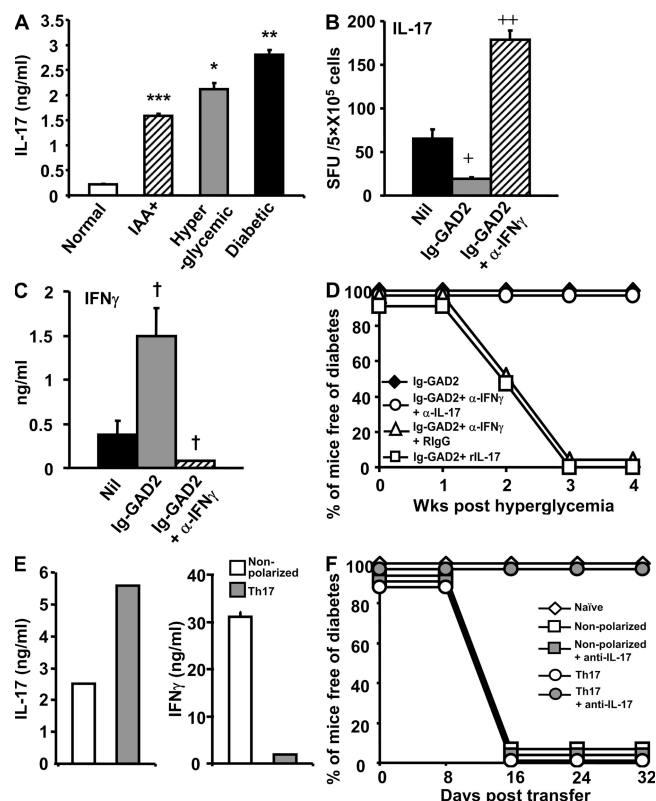 A
IL-17 (ng/ml)
3
2.5
2
1.5
1
0.5
0
***
*
**
Normal
IAA+
Hyper
-glycemic
Diabetic
B
IL-17
SFU /5×X10⁵ cells
200
150
100
50
0
+
++
Nil
Ig-GAD2
Ig-GAD2
+ α-IFNγ
C
IFNγ
ng/ml
2
1.5
1
0.5
0
†
†
Nil
Ig-GAD2
Ig-GAD2
+ α-IFNγ
D
% of mice free of diabetes
100
80
60
40
20
0
Ig-GAD2
Ig-GAD2+ α-IFNγ
+ α-IL-17
Ig-GAD2+ α-IFNγ
+ RIgG
Ig-GAD2+ rIL-17
0 1 2 3 4
Wks post hyperglycemia
E
IL-17 (ng/ml)
6
5
4
3
2
1
0
IFNγ (ng/ml)
40
30
20
10
0
Non-
polarized
Th17
F
% of mice free of diabetes
100
80
60
40
20
0
Naïve
Non-polarized
Non-polarized
+ anti-IL-17
Th17
Th17
+ anti-IL-17
0 8 16 24 32
Days post transfer